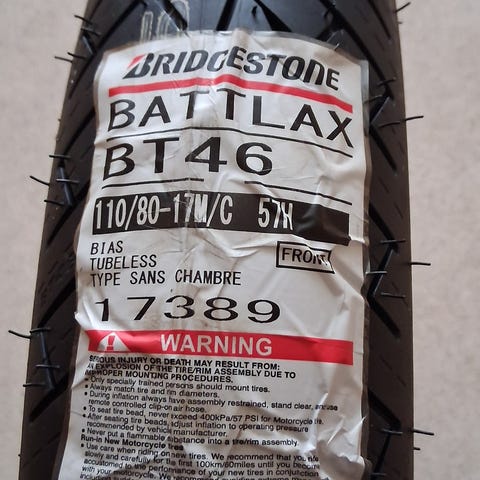 BRIDGESTONE
BATTLAX
BT46
110/80-17M/C 57H
BIAS
TUBELESS
TYPE SANS CHAMBRE
FRONT
17389
WARNING
SERIOUS INJURY OR DEATH MAY RESULT FROM:
AN EXPLOSION OF THE TIRE/RIM ASSEMBLY DUE TO
IMPROPER MOUNTING PROCEDURES.
• Only specially trained persons should mount tires.
• Always match tire and rim diameters.
• During inflation always have assembly restrained, stand clear, and use
remote controlled clip-on air hose.
• To seat tire bead, never exceed 400kPa/57 PSi for Motorcycle tire.
• After seating tire beads, adjust inflation to operating pressure
recommended by vehicle manufacturer.
• Never put a flammable substance into a tire/rim assembly.
Run-in New Motorcycle tires
• Use care when riding on new tires. We recommend that you ride
slowly and carefully for the first 100km/60miles until you become
accustomed to the performance of your new tires in conjunction
with your motorcycle. We recommend avoiding extreme